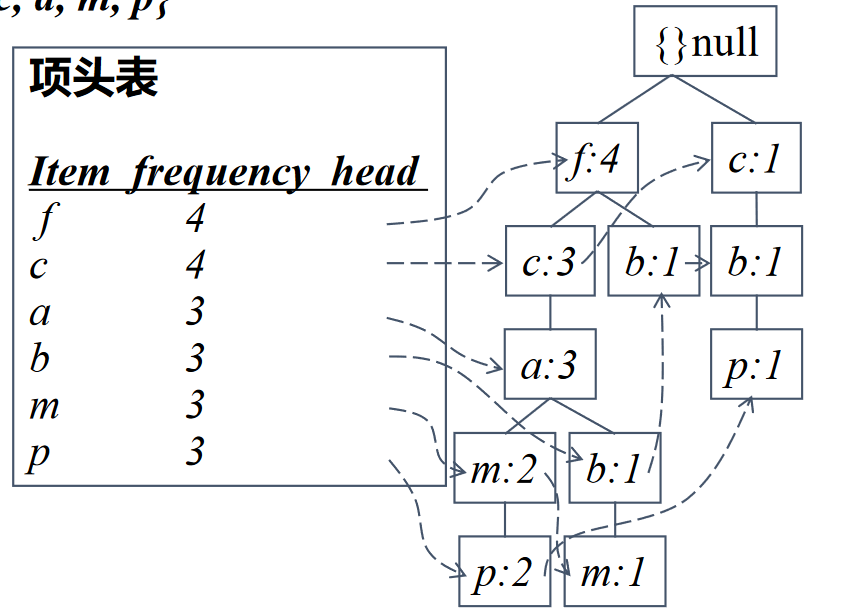 c, a, m, p}
项头表
Item frequency head
f 4
c 4
a 3
b 3
m 3
p 3
{}null
f:4 c:1
c:3 b:1 b:1
a:3 p:1
m:2 b:1
p:2 m:1